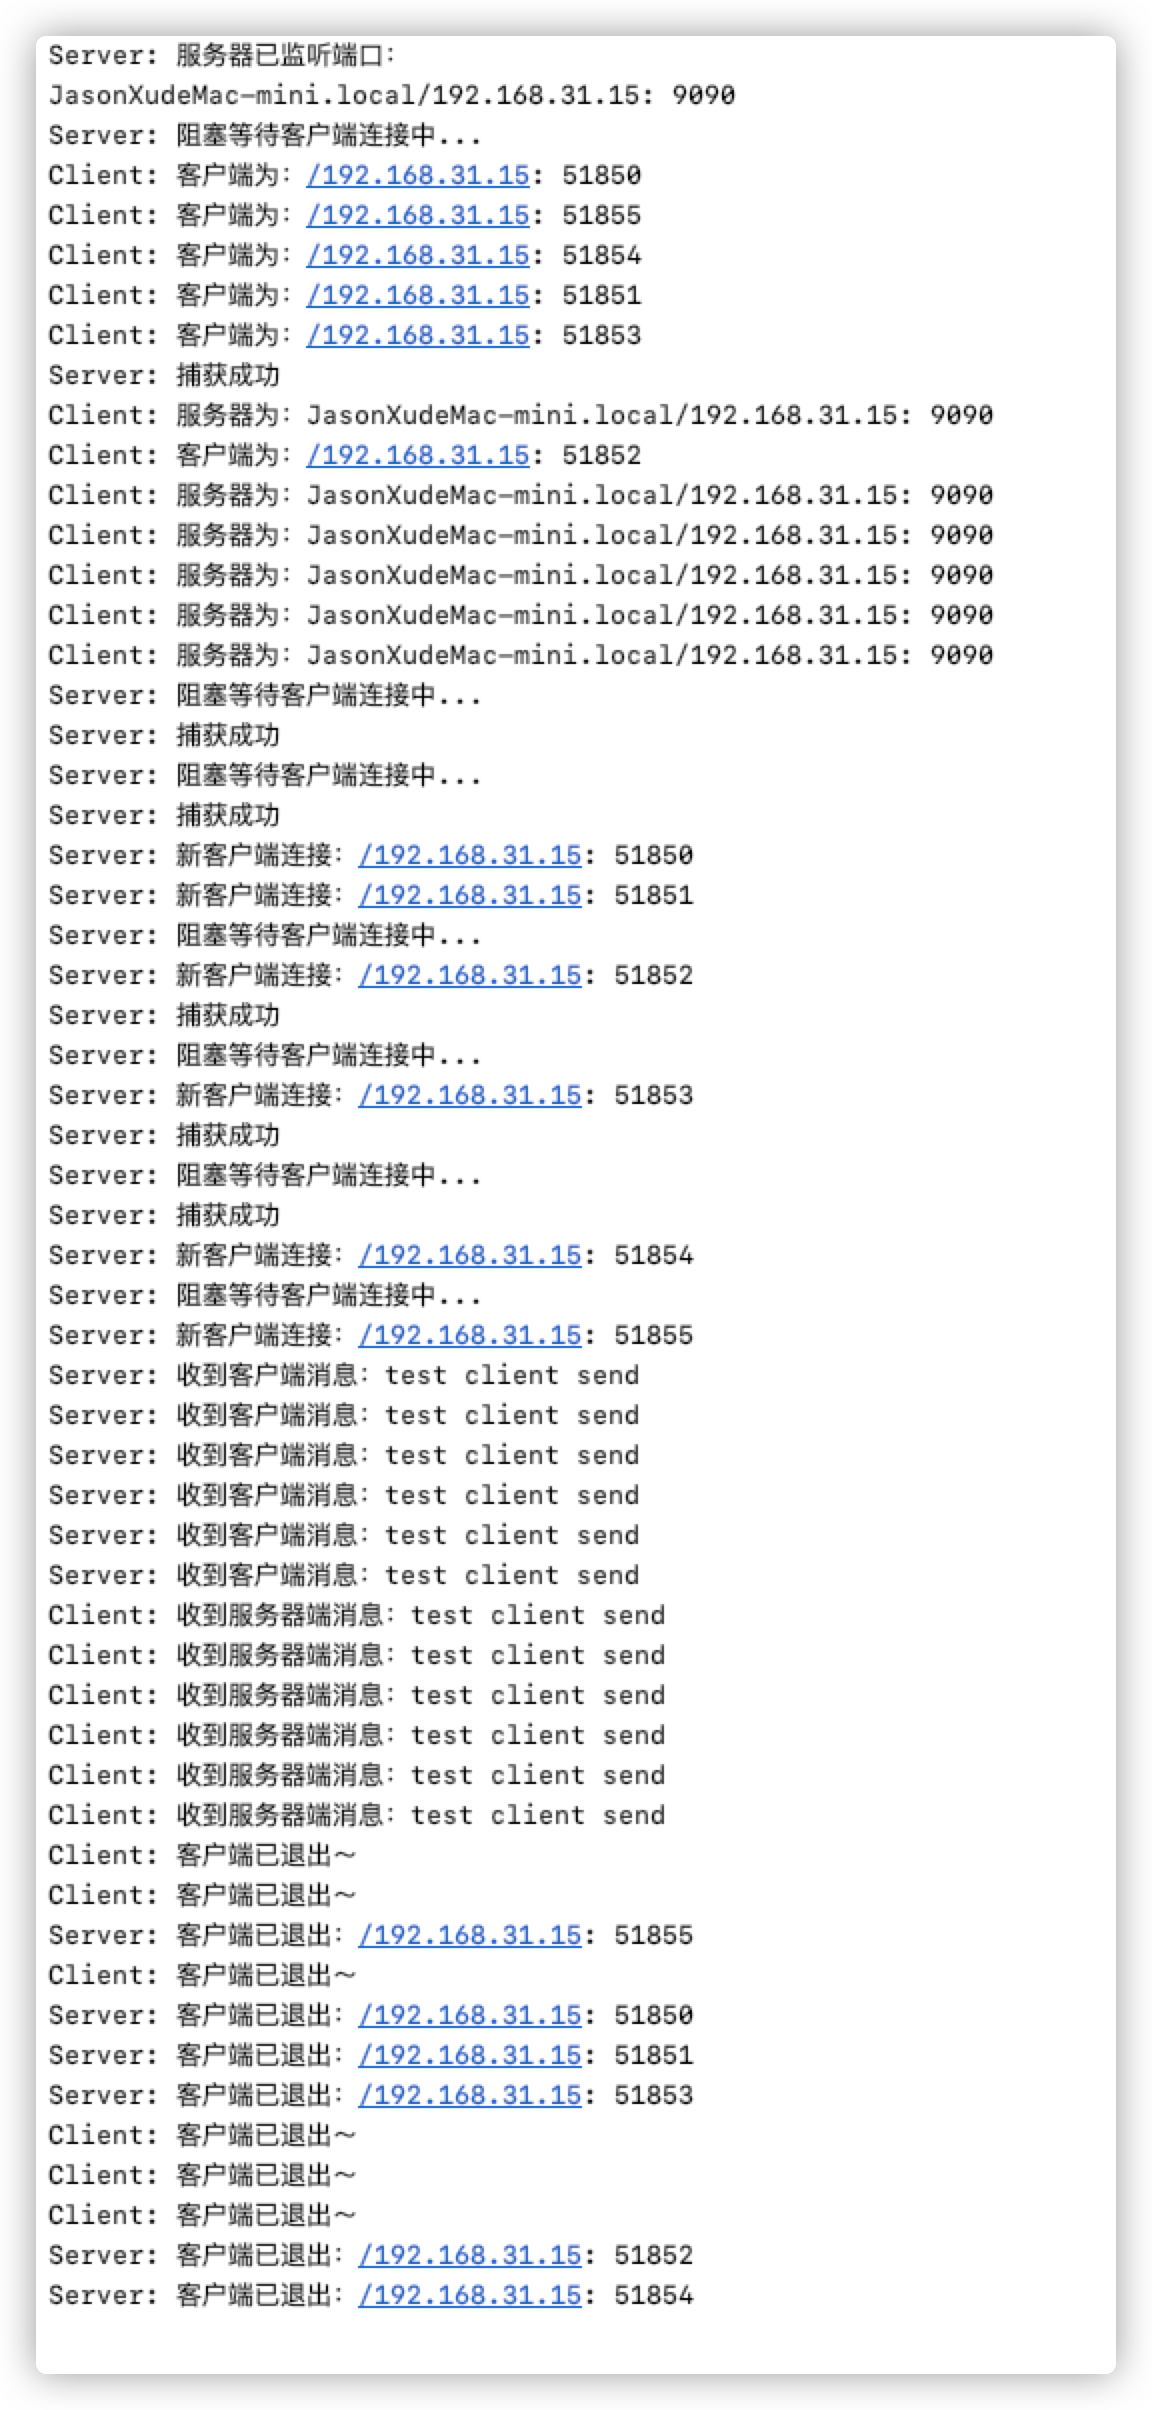 Server: 服务器已监听端口：
JasonXudeMac-mini.local/192.168.31.15: 9090
Server: 阻塞等待客户端连接中...
Client: 客户端为：/192.168.31.15: 51850
Client: 客户端为：/192.168.31.15: 51855
Client: 客户端为：/192.168.31.15: 51854
Client: 客户端为：/192.168.31.15: 51851
Client: 客户端为：/192.168.31.15: 51853
Server: 捕获成功
Client: 服务器为：JasonXudeMac-mini.local/192.168.31.15: 9090
Client: 客户端为：/192.168.31.15: 51852
Client: 服务器为：JasonXudeMac-mini.local/192.168.31.15: 9090
Client: 服务器为：JasonXudeMac-mini.local/192.168.31.15: 9090
Client: 服务器为：JasonXudeMac-mini.local/192.168.31.15: 9090
Client: 服务器为：JasonXudeMac-mini.local/192.168.31.15: 9090
Client: 服务器为：JasonXudeMac-mini.local/192.168.31.15: 9090
Server: 阻塞等待客户端连接中...
Server: 捕获成功
Server: 阻塞等待客户端连接中...
Server: 捕获成功
Server: 新客户端连接：/192.168.31.15: 51850
Server: 新客户端连接：/192.168.31.15: 51851
Server: 阻塞等待客户端连接中...
Server: 新客户端连接：/192.168.31.15: 51852
Server: 捕获成功
Server: 阻塞等待客户端连接中...
Server: 新客户端连接：/192.168.31.15: 51853
Server: 捕获成功
Server: 阻塞等待客户端连接中...
Server: 捕获成功
Server: 新客户端连接：/192.168.31.15: 51854
Server: 阻塞等待客户端连接中...
Server: 新客户端连接：/192.168.31.15: 51855
Server: 收到客户端消息：test client send
Server: 收到客户端消息：test client send
Server: 收到客户端消息：test client send
Server: 收到客户端消息：test client send
Server: 收到客户端消息：test client send
Server: 收到客户端消息：test client send
Client: 收到服务器端消息：test client send
Client: 收到服务器端消息：test client send
Client: 收到服务器端消息：test client send
Client: 收到服务器端消息：test client send
Client: 收到服务器端消息：test client send
Client: 收到服务器端消息：test client send
Client: 客户端已退出～
Client: 客户端已退出～
Server: 客户端已退出：/192.168.31.15: 51855
Client: 客户端已退出～
Server: 客户端已退出：/192.168.31.15: 51850
Server: 客户端已退出：/192.168.31.15: 51851
Server: 客户端已退出：/192.168.31.15: 51853
Client: 客户端已退出～
Client: 客户端已退出～
Client: 客户端已退出～
Server: 客户端已退出：/192.168.31.15: 51852
Server: 客户端已退出：/192.168.31.15: 51854